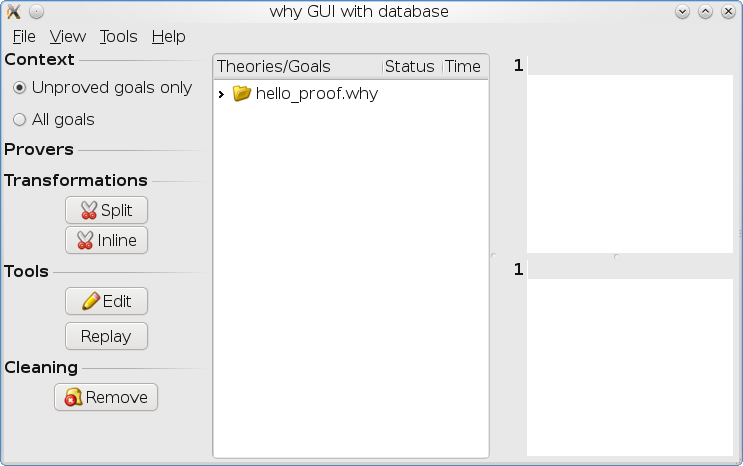 why GUI with database
File View Tools Help
Context
Unproved goals only
All goals
Provers
Transformations
Split
Inline
Tools
Edit
Replay
Cleaning
Remove
Theories/Goals Status Time
hello_proof.why
1
1